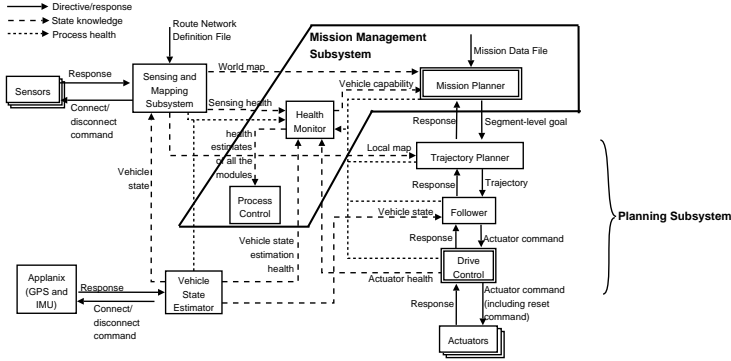 Directive/response
State knowledge
Process health
Route Network
Definition File
Mission Management
Subsystem
Mission Data File
World map
Vehicle capability
Mission Planner
Sensors
Response
Connect/
disconnect
command
Sensing and
Mapping
Subsystem
Sensing health
Health
Monitor
Response
Segment-level goal
health
estimates
of all the
modules
Local map
Trajectory Planner
Vehicle
state
Process
Control
Response
Trajectory
Vehicle state
Follower
Planning Subsystem
Vehicle state
estimation
health
Response
Actuator command
Drive
Control
Actuator health
Applanix
(GPS and
IMU)
Response
Connect/
disconnect
command
Vehicle
State
Estimator
Response
Actuator command
(including reset
command)
Actuators